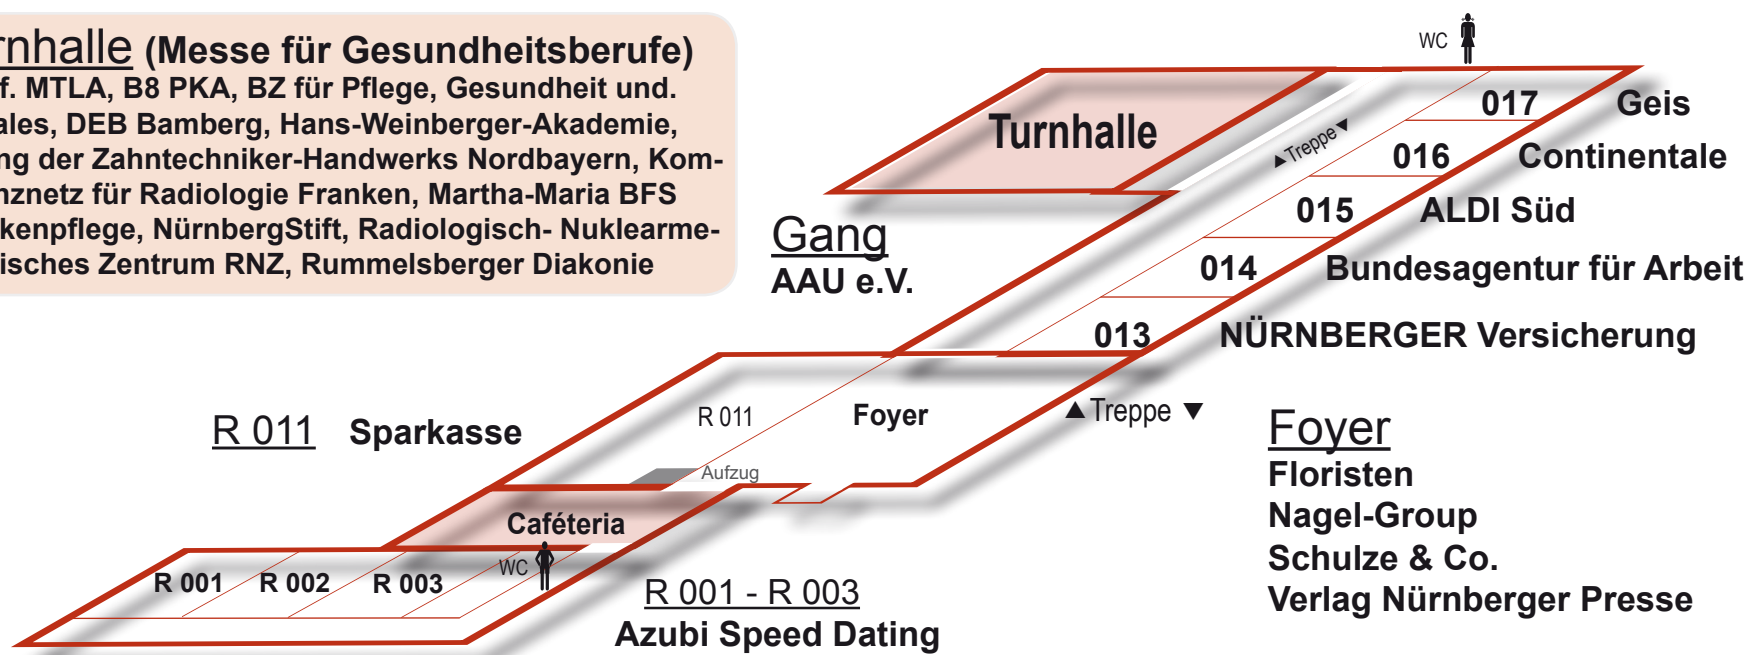 rnhalle (Messe für Gesundheitsberufe)
f. MTLA, B8 PKA, BZ für Pflege, Gesundheit und.
ales, DEB Bamberg, Hans-Weinberger-Akademie,
ng der Zahntechniker-Handwerks Nordbayern, Kom-
nznetz für Radiologie Franken, Martha-Maria BFS
kenpflege, NürnbergStift, Radiologisch- Nuklearme-
isches Zentrum RNZ, Rummelsberger Diakonie
WC
Turnhalle
▲Treppe▼
017 Geis
016 Continentale
015 ALDI Süd
014 Bundesagentur für Arbeit
013 NÜRNBERGER Versicherung
Gang
AAU e.V.
R 011 Sparkasse
R 011
Foyer
▲ Treppe ▼
Aufzug
Caféteria
WC
R 001 R 002 R 003
R 001 - R 003
Azubi Speed Dating
Foyer
Floristen
Nagel-Group
Schulze & Co.
Verlag Nürnberger Presse